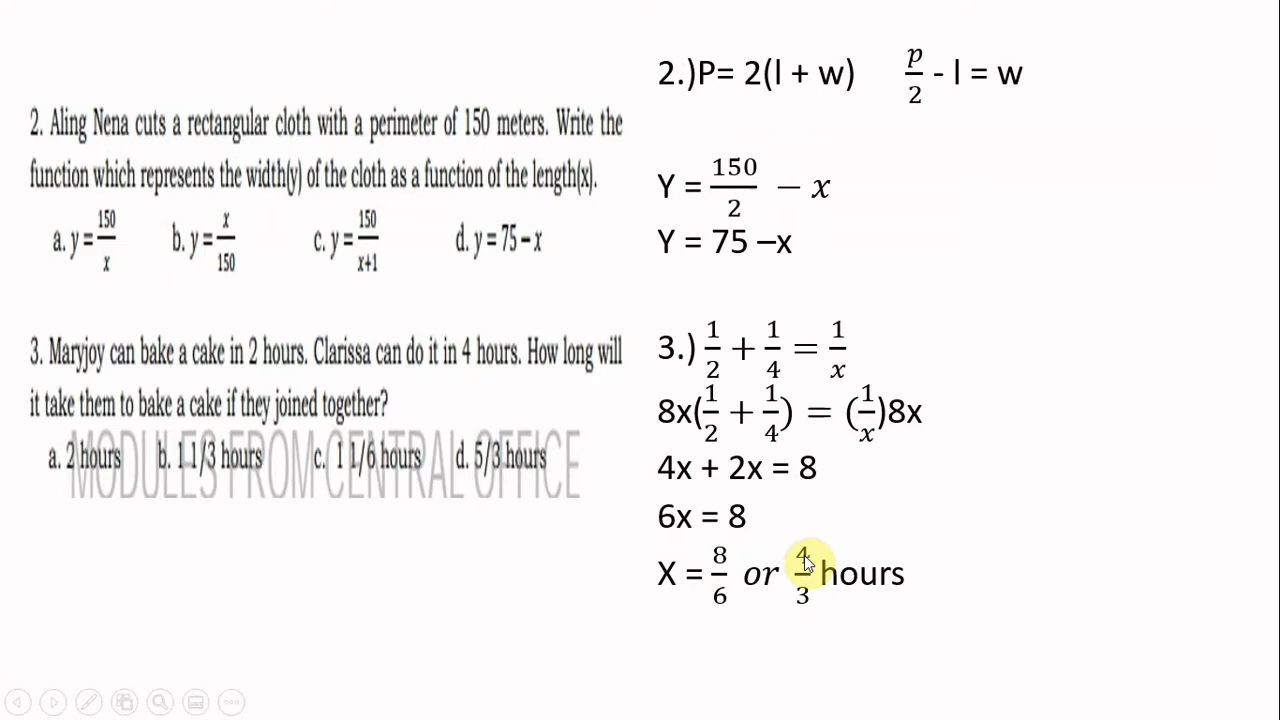 2. Aling Nena cuts a rectangular cloth with a perimeter of 150 meters. Write the
function which represents the width(y) of the cloth as a function of the length(x).
a. y = 150/x b. y = x/150 c. y = 150/x+1 d. y = 75 – x
3. Maryjoy can bake a cake in 2 hours. Clarissa can do it in 4 hours. How long will
it take them to bake a cake if they joined together?
a. 2 hours b. 1 1/3 hours c. 1 1/6 hours d. 5/3 hours
MODULES FROM CENTRAL OFFICE
2.)P= 2(l + w) p/2 - l = w
Y = 150/2 − x
Y = 75 –x
3.) 1/2 + 1/4 = 1/x
8x(1/2 + 1/4) = (1/x)8x
4x + 2x = 8
6x = 8
X = 8/6 or 4/3 hours